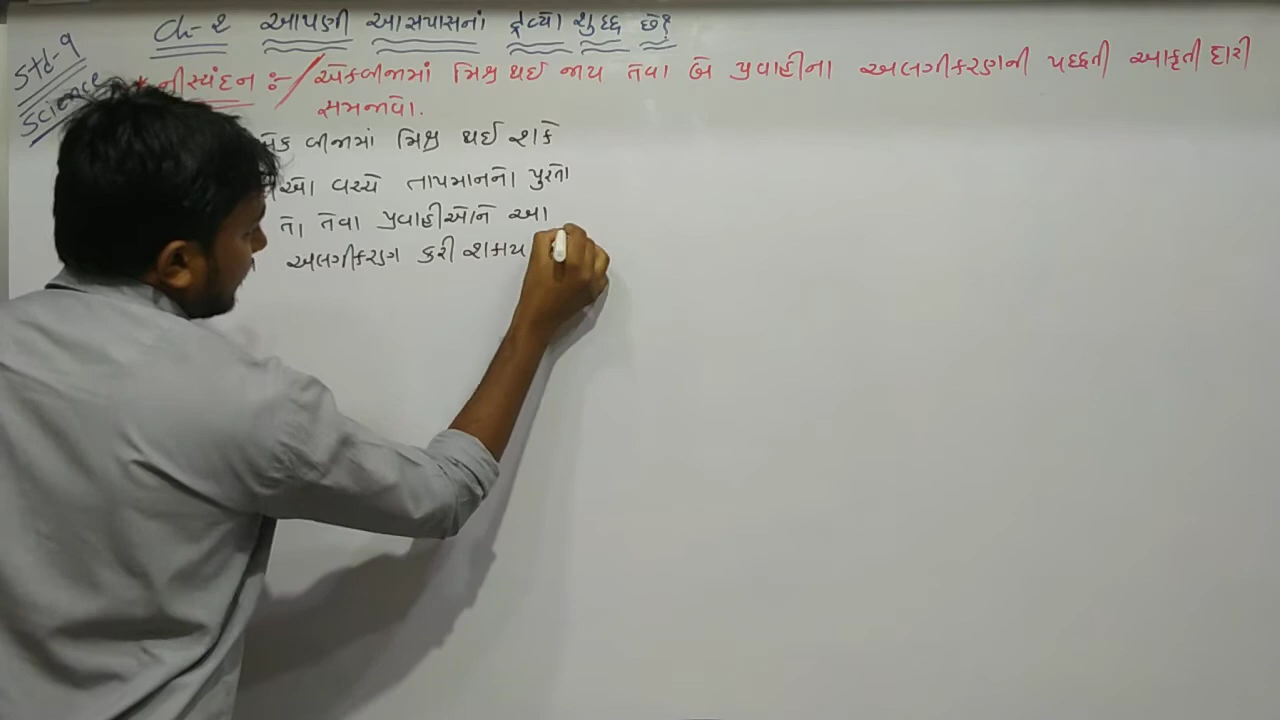 Std-9
Science
Ch-2 આપણી આસપાસનાં દ્રવ્યો શુદ્ધ છે?
* નીસ્યંદન :- / એકબીજામાં મિશ્ર થઈ જાય તેવા બે પ્રવાહીના અલગીકરણની પધ્ધતી આકૃતી દોરી
સમજાવો.
બીજામાં મિશ્ર થઈ શકે
ઓ વચ્ચે તાપમાનનો પુરતો
તેવા પ્રવાહીઓને આ
અલગીકરણ કરી શકાય